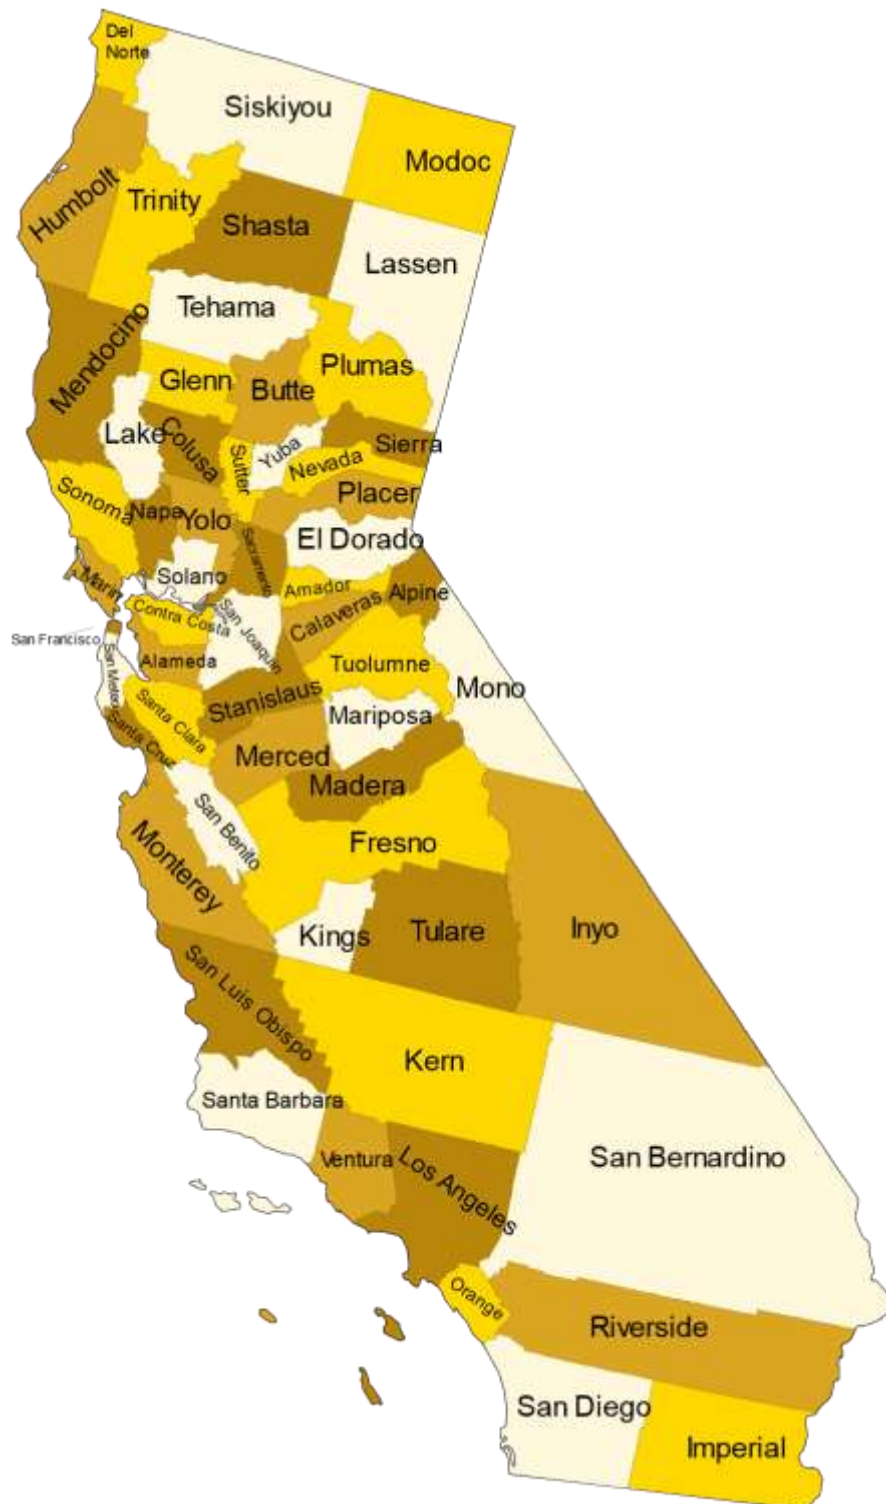 Del
Norte
Siskiyou
Modoc
Humbolt
Trinity
Shasta
Lassen
Tehama
Mendocino
Glenn
Butte
Plumas
Lake
Colusa
Sutter
Yuba
Sierra
Nevada
Placer
Sonoma
Napa
Yolo
Sacramento
El Dorado
Marin
Solano
Amador
Alpine
Contra Costa
San Joaquin
Calaveras
San Francisco
San Mateo
Alameda
Tuolumne
Stanislaus
Mono
Santa Clara
Santa Cruz
Mariposa
Merced
Madera
San Benito
Fresno
Monterey
Kings
Tulare
Inyo
San Luis Obispo
Kern
Santa Barbara
Ventura
Los Angeles
San Bernardino
Orange
Riverside
San Diego
Imperial